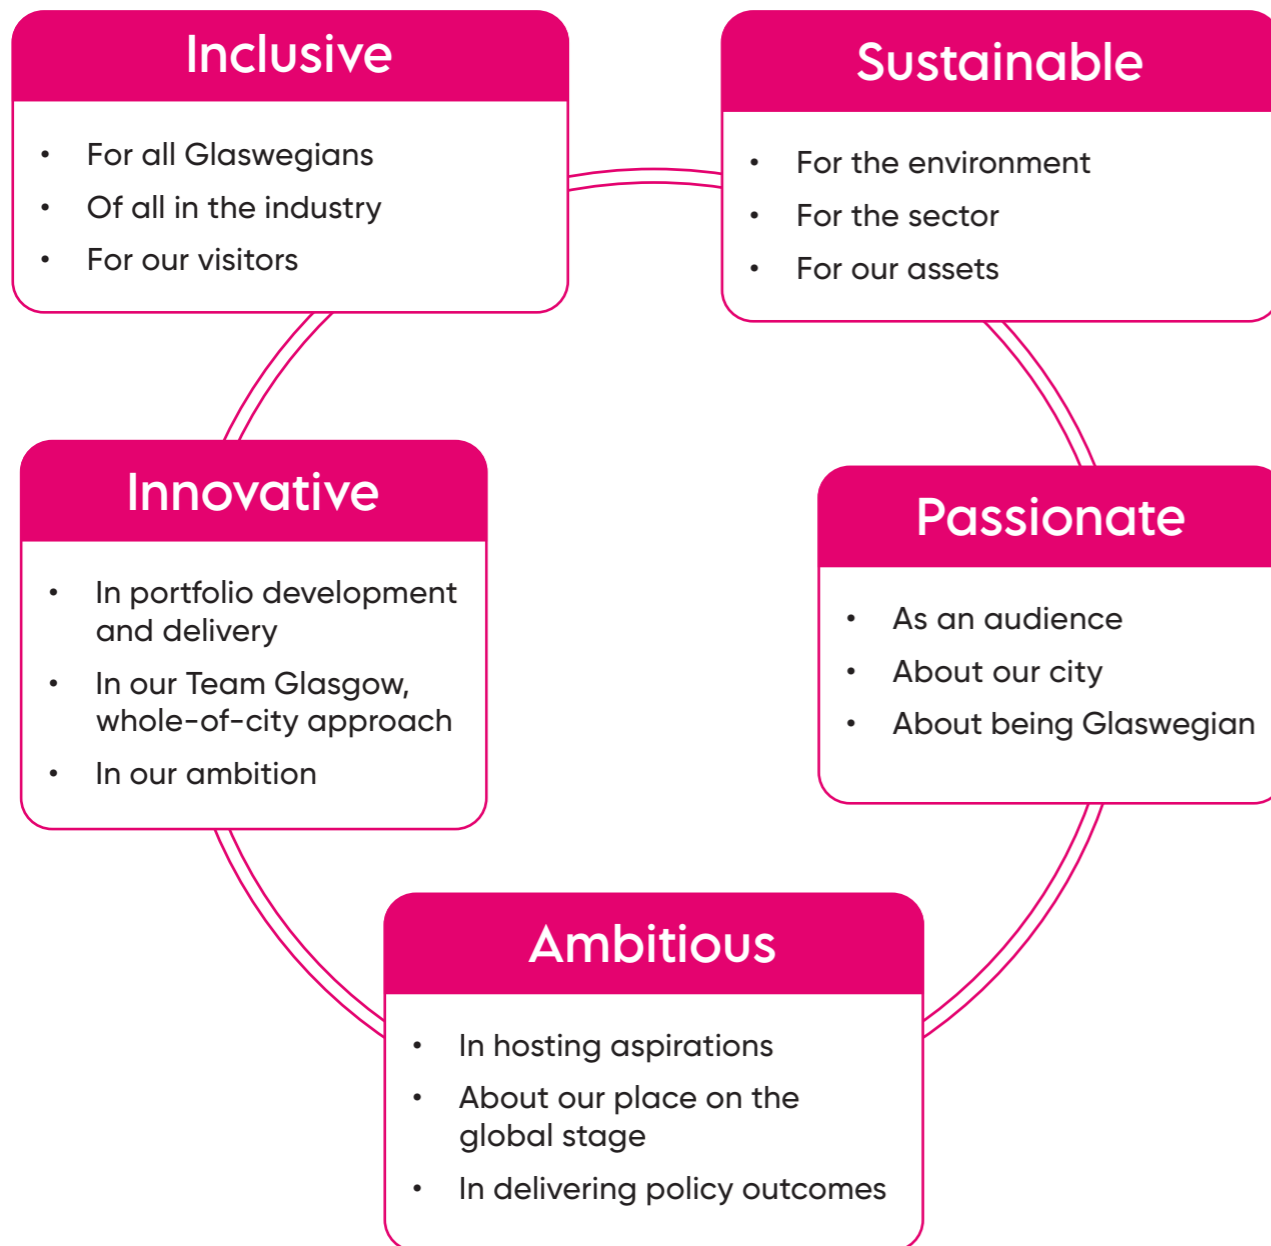 Inclusive
• For all Glaswegians
• Of all in the industry
• For our visitors
Sustainable
• For the environment
• For the sector
• For our assets
Innovative
• In portfolio development
and delivery
• In our Team Glasgow,
whole-of-city approach
• In our ambition
Passionate
• As an audience
• About our city
• About being Glaswegian
Ambitious
• In hosting aspirations
• About our place on the
global stage
• In delivering policy outcomes